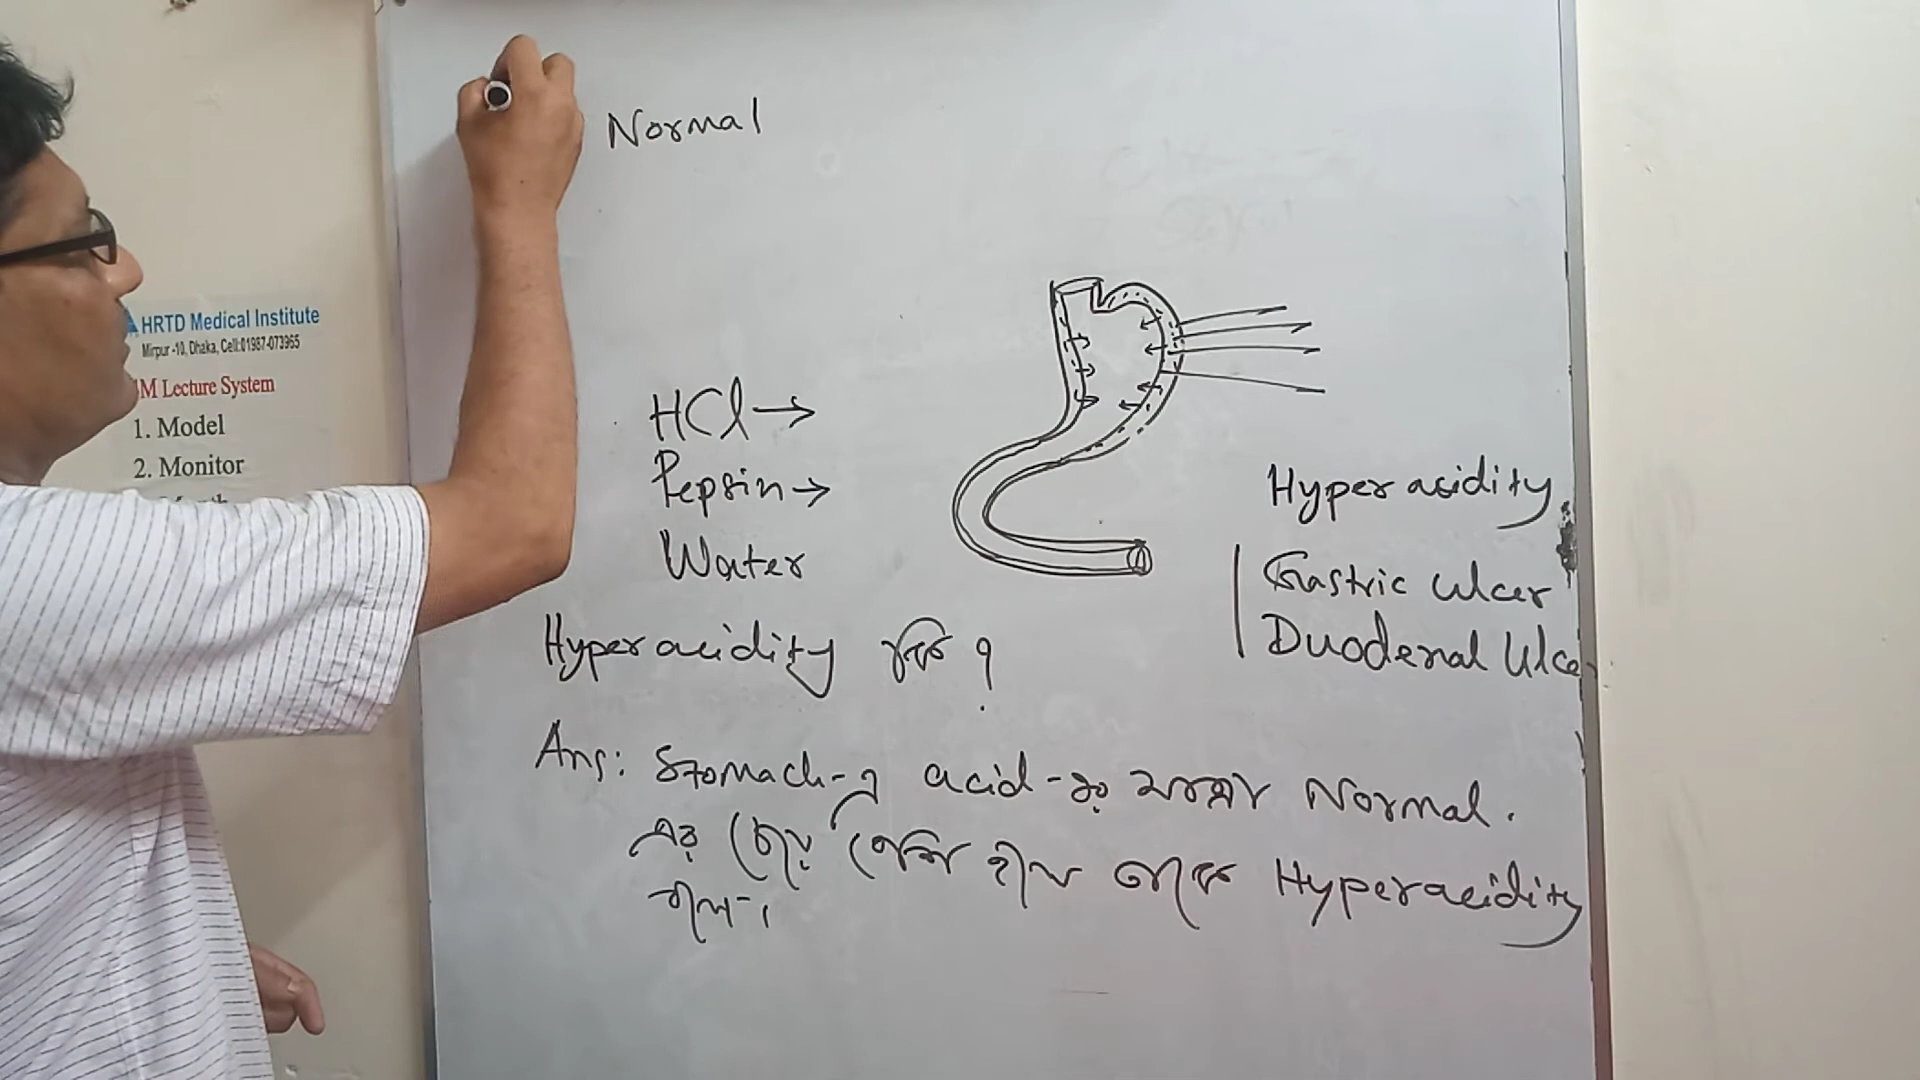 Normal
HRTD Medical Institute
Mirpur -10, Dhaka, Cell:01987-073965
M Lecture System
1. Model
2. Monitor
HCl →
Pepsin →
Water
Hyperacidity
Gastric ulcer
Duodenal Ulcer
Hyperacidity কি ?
Ans: Stomach-এ acid-এর মাত্রা Normal.
এর চেয়ে বেশি হলে তাকে Hyperacidity
বলে।